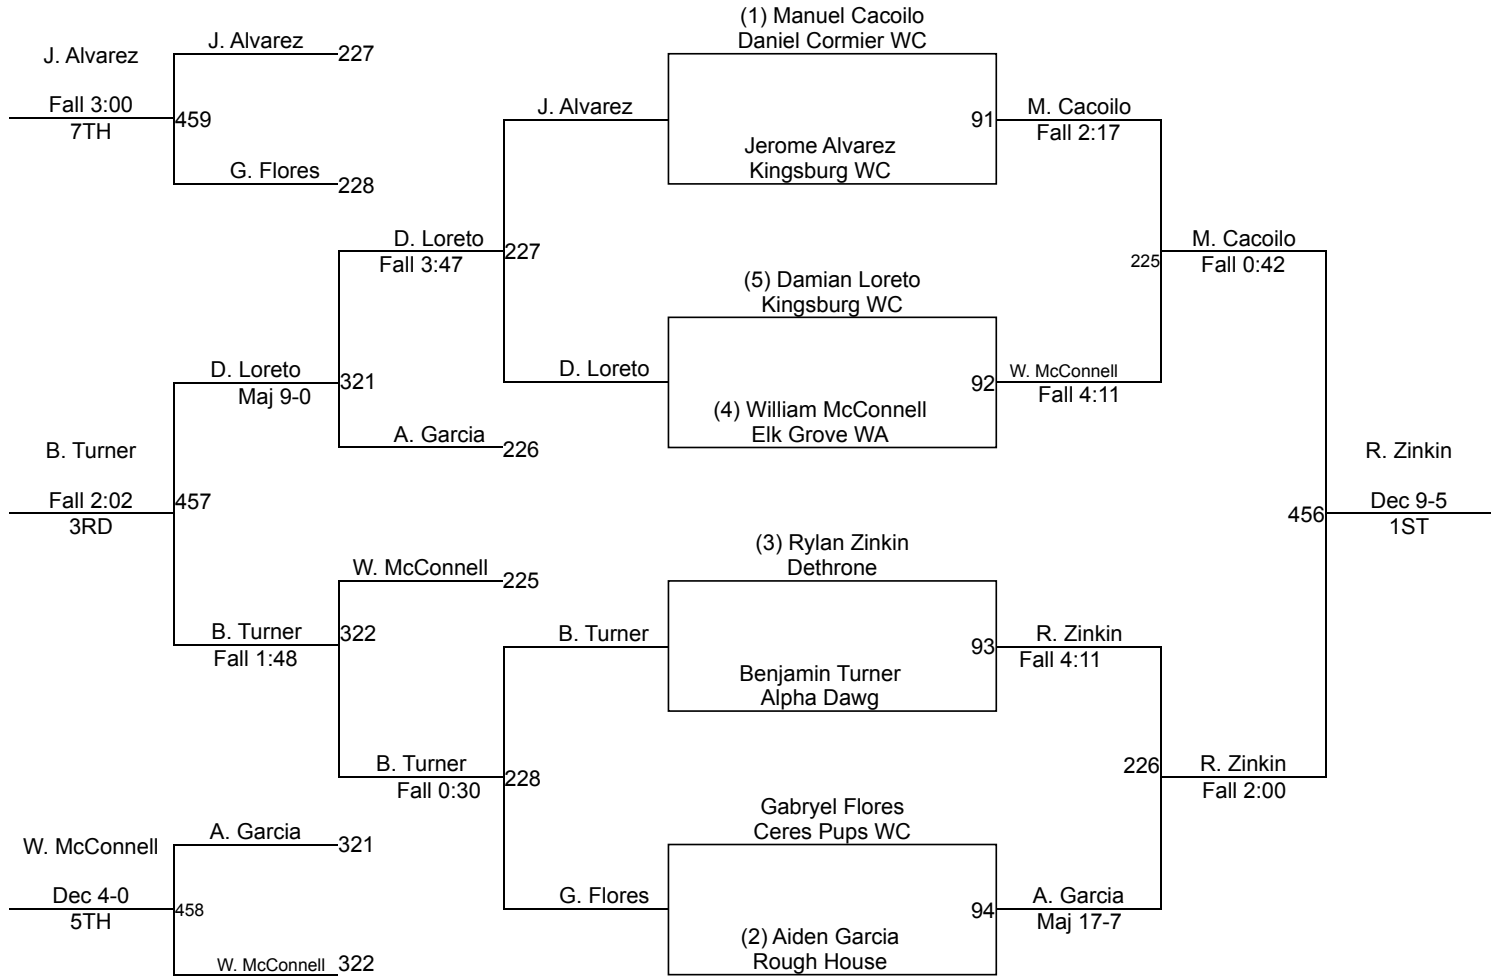 (1) Manuel Cacoilo
Daniel Cormier WC
J. Alvarez
J. Alvarez
227
Fall 3:00
7TH
459
J. Alvarez
91
M. Cacoilo
Fall 2:17
Jerome Alvarez
Kingsburg WC
G. Flores
228
D. Loreto
Fall 3:47
227
M. Cacoilo
Fall 0:42
225
(5) Damian Loreto
Kingsburg WC
D. Loreto
Maj 9-0
321
D. Loreto
92
W. McConnell
Fall 4:11
(4) William McConnell
Elk Grove WA
A. Garcia
226
B. Turner
Fall 2:02
3RD
457
R. Zinkin
456
Dec 9-5
1ST
(3) Rylan Zinkin
Dethrone
W. McConnell
225
B. Turner
Fall 1:48
322
B. Turner
93
R. Zinkin
Fall 4:11
Benjamin Turner
Alpha Dawg
B. Turner
Fall 0:30
228
226
R. Zinkin
Fall 2:00
Gabryel Flores
Ceres Pups WC
A. Garcia
321
W. McConnell
Dec 4-0
5TH
458
G. Flores
94
A. Garcia
Maj 17-7
(2) Aiden Garcia
Rough House
W. McConnell
322